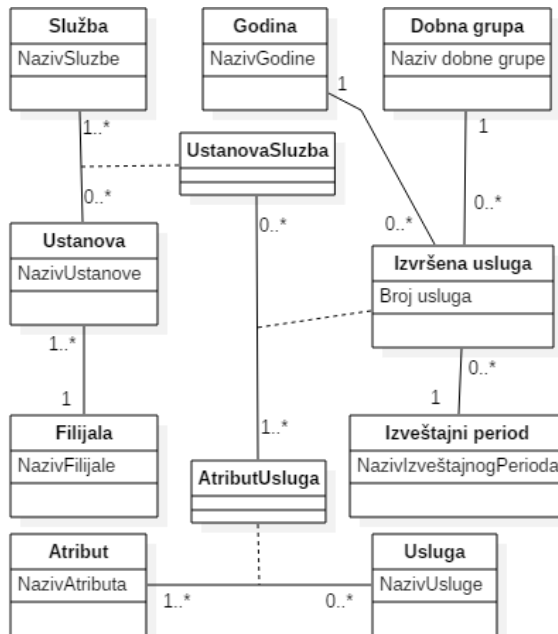 Služba
NazivSluzbe
Godina
NazivGodine
Dobna grupa
Naziv dobne grupe
1..*
1
1
UstanovaSluzba
0..*
0..*
0..*
0..*
Ustanova
NazivUstanove
Izvršena usluga
Broj usluga
1..*
0..*
1
1
1..*
Filijala
NazivFilijale
Izveštajni period
NazivIzveštajnogPerioda
AtributUsluga
Atribut
NazivAtributa
Usluga
NazivUsluge
1..*
0..*